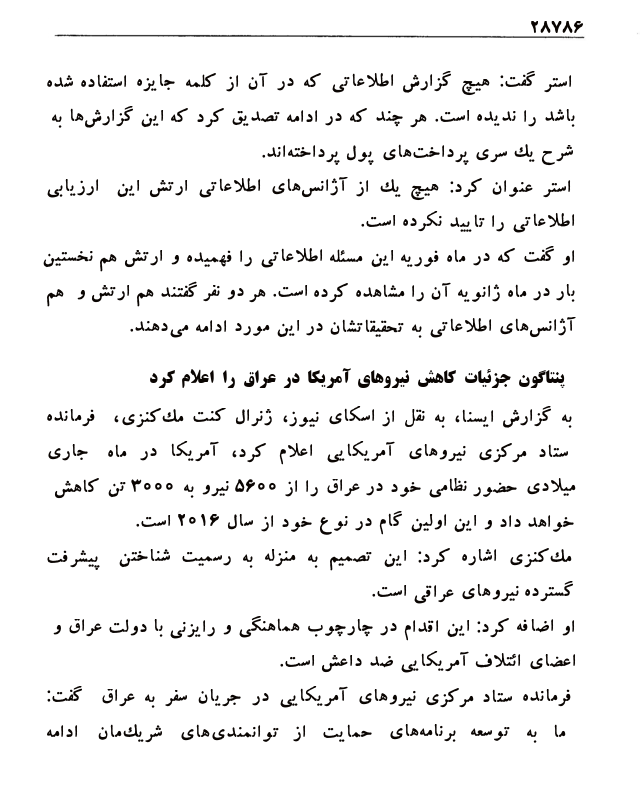 ۲۸۷۸۶
استر گفت: هیچ گزارش اطلاعاتی که در آن از کلمه جایزه استفاده شده
باشد را ندیده است. هر چند که در ادامه تصدیق کرد که این گزارش‌ها به
شرح یك سری پرداخت‌های پول پرداخته‌اند.
استر عنوان کرد: هیچ یك از آژانس‌های اطلاعاتی ارتش این ارزیابی
اطلاعاتی را تایید نکرده است.
او گفت که در ماه فوریه این مسئله اطلاعاتی را فهمیده و ارتش هم نخستین
بار در ماه ژانویه آن را مشاهده کرده است. هر دو نفر گفتند هم ارتش و هم
آژانس‌های اطلاعاتی به تحقیقاتشان در این مورد ادامه می‌دهند.
پنتاگون جزئیات کاهش نیروهای آمریکا در عراق را اعلام کرد
به گزارش ایسنا، به نقل از اسکای نیوز، ژنرال کنت مك‌کنزی، فرمانده
ستاد مرکزی نیروهای آمریکایی اعلام کرد، آمریکا در ماه جاری
میلادی حضور نظامی خود در عراق را از ۵۶۰۰ نیرو به ۳۰۰۰ تن کاهش
خواهد داد و این اولین گام در نوع خود از سال ۲۰۱۶ است.
مك‌کنزی اشاره کرد: این تصمیم به منزله به رسمیت شناختن پیشرفت
گسترده نیروهای عراقی است.
او اضافه کرد: این اقدام در چارچوب هماهنگی و رایزنی با دولت عراق و
اعضای ائتلاف آمریکایی ضد داعش است.
فرمانده ستاد مرکزی نیروهای آمریکایی در جریان سفر به عراق گفت:
ما به توسعه برنامه‌های حمایت از توانمندی‌های شریك‌مان ادامه